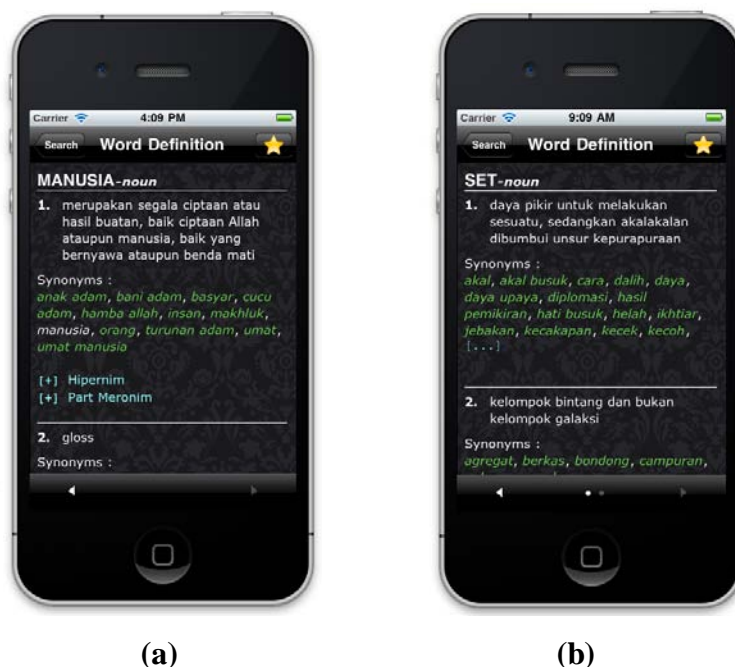 Carrier 4:09 PM
Search Word Definition
MANUSIA-noun
1. merupakan segala ciptaan atau
hasil buatan, baik ciptaan Allah
ataupun manusia, baik yang
bernyawa ataupun benda mati
Synonyms :
anak adam, bani adam, basyar, cucu
adam, hamba allah, insan, makhluk,
manusia, orang, turunan adam, umat,
umat manusia
[+] Hipernim
[+] Part Meronim
2. gloss
Synonyms :
(a)
Carrier 9:09 AM
Search Word Definition
SET-noun
1. daya pikir untuk melakukan
sesuatu, sedangkan akalakalan
dibumbui unsur kepurapuraan
Synonyms :
akal, akal busuk, cara, dalih, daya,
daya upaya, diplomasi, hasil
pemikiran, hati busuk, helah, ikhtiar,
jebakan, kecakapan, kecek, kecoh,
[...]
2. kelompok bintang dan bukan
kelompok galaksi
Synonyms :
agregat, berkas, bondong, campuran,
(b)